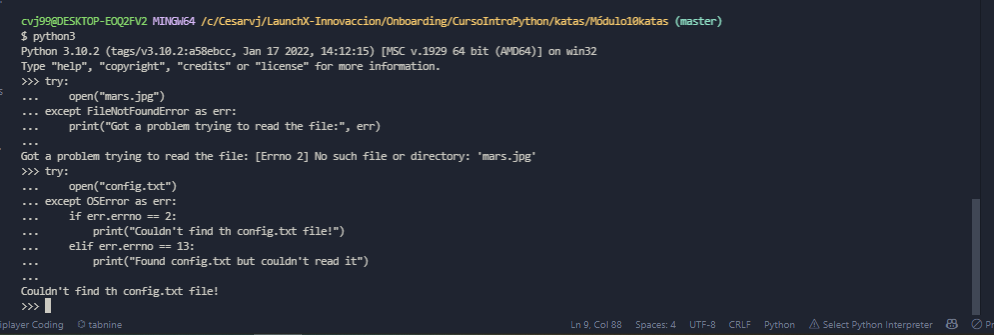 cvj99@DESKTOP-EOQ2FV2 MINGW64 /c/Cesarvj/LaunchX-Innovaccion/Onboarding/CursoIntroPython/katas/Módulo10katas (master)
$ python3
Python 3.10.2 (tags/v3.10.2:a58ebcc, Jan 17 2022, 14:12:15) [MSC v.1929 64 bit (AMD64)] on win32
Type "help", "copyright", "credits" or "license" for more information.
>>> try:
...     open("mars.jpg")
... except FileNotFoundError as err:
...     print("Got a problem trying to read the file:", err)
...
Got a problem trying to read the file: [Errno 2] No such file or directory: 'mars.jpg'
>>> try:
...     open("config.txt")
... except OSError as err:
...     if err.errno == 2:
...         print("Couldn't find th config.txt file!")
...     elif err.errno == 13:
...         print("Found config.txt but couldn't read it")
...
Couldn't find th config.txt file!
>>>
iplayer Coding tabnine Ln 9, Col 88 Spaces: 4 UTF-8 CRLF Python Select Python Interpreter